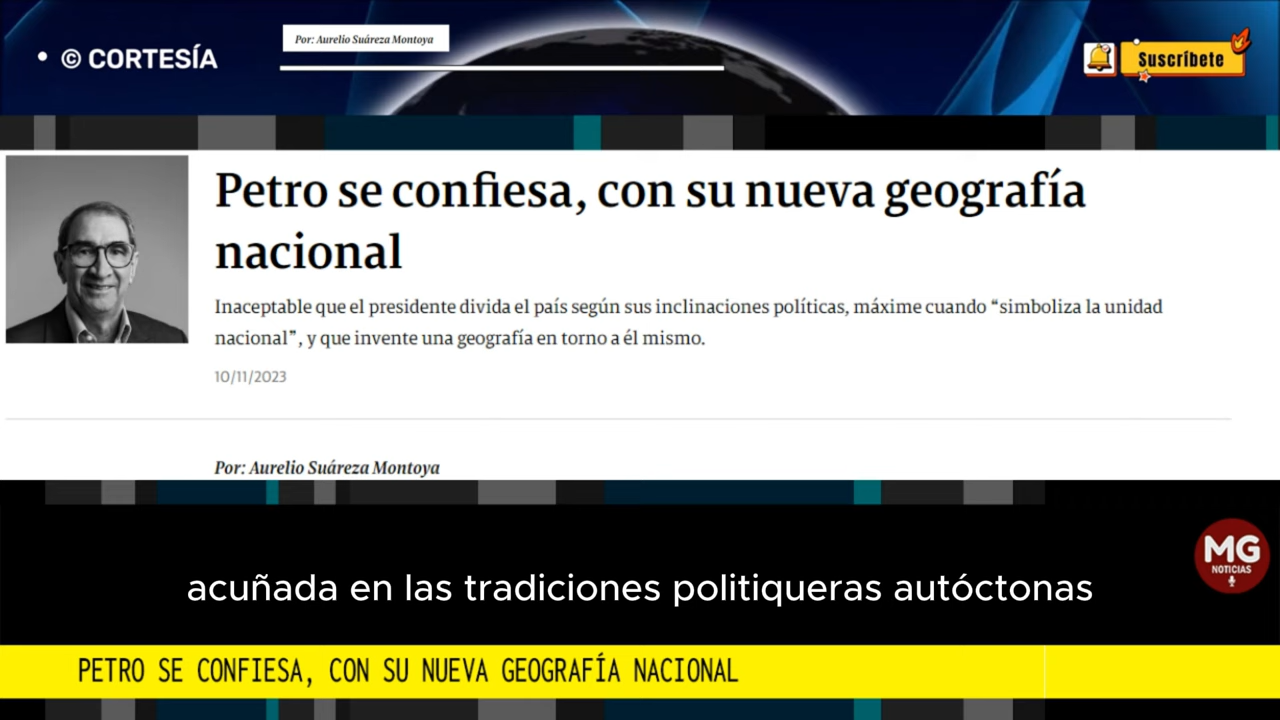 • © CORTESÍA
Por: Aurelio Suáreza Montoya
Suscríbete
Petro se confiesa, con su nueva geografía
nacional
Inaceptable que el presidente divida el país según sus inclinaciones políticas, máxime cuando “simboliza la unidad
nacional”, y que invente una geografía en torno a él mismo.
10/11/2023
Por: Aurelio Suáreza Montoya
MG
NOTICIAS
acuñada en las tradiciones politiqueras autóctonas
PETRO SE CONFIESA, CON SU NUEVA GEOGRAFÍA NACIONAL